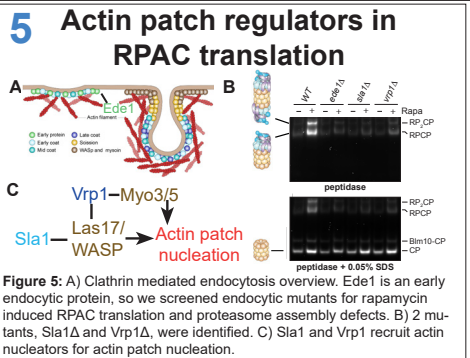 5 Actin patch regulators in
RPAC translation
A
Ede1
Actin filament
Early protein
Early coat
Mid coat
Late coat
Scission
WASp and myosin
B
WT ede1Δ sla1Δ vrp1Δ
- + - + - + - + Rapa
RP₂CP
RPCP
peptidase
RP₂CP
RPCP
Blm10-CP
CP
peptidase + 0.05% SDS
C
Vrp1 Myo3/5
Sla1 Las17/
WASP
Actin patch
nucleation
Figure 5: A) Clathrin mediated endocytosis overview. Ede1 is an early
endocytic protein, so we screened endocytic mutants for rapamycin
induced RPAC translation and proteasome assembly defects. B) 2 mu-
tants, Sla1Δ and Vrp1Δ, were identified. C) Sla1 and Vrp1 recruit actin
nucleators for actin patch nucleation.